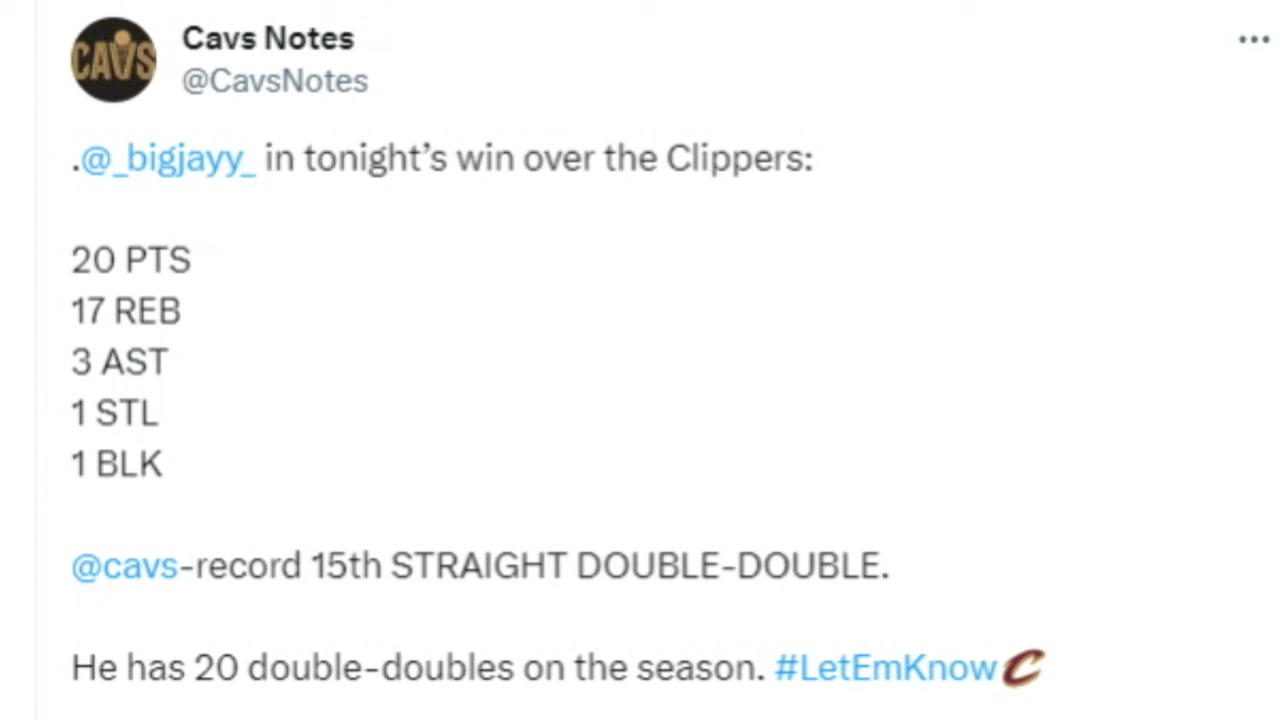 CAVS
Cavs Notes
@CavsNotes
.@_bigjayy_ in tonight’s win over the Clippers:
20 PTS
17 REB
3 AST
1 STL
1 BLK
@cavs-record 15th STRAIGHT DOUBLE-DOUBLE.
He has 20 double-doubles on the season. #LetEmKnow